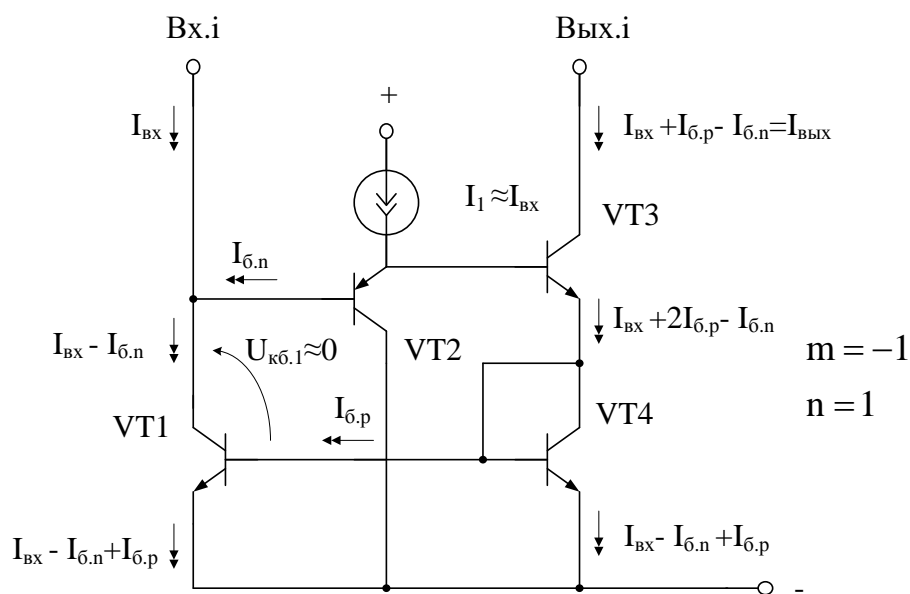 Вх.i
Вых.i
+
Iвх
Iвх +Iб.p- Iб.n=Iвых
I1≈Iвх
VT3
Iб.n
Iвх +2Iб.p- Iб.n
Iвх - Iб.n
Uкб.1≈0
VT2
m = −1
n = 1
VT1
Iб.p
VT4
Iвх - Iб.n+Iб.p
Iвх- Iб.n +Iб.p
-